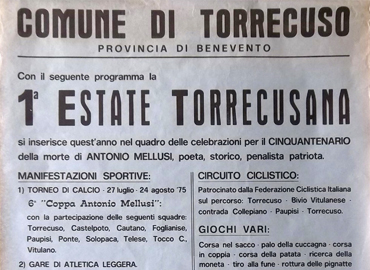 COMUNE DI TORRECUSO
PROVINCIA DI BENEVENTO
Con il seguente programma la
1ª ESTATE TORRECUSANA
si inserisce quest'anno nel quadro delle celebrazioni per il CINQUANTENARIO
della morte di ANTONIO MELLUSI, poeta, storico, penalista patriota.
MANIFESTAZIONI SPORTIVE:
1) TORNEO DI CALCIO - 27 luglio - 24 agosto '75
6ª "Coppa Antonio Mellusi":
con la partecipazione delle seguenti squadre:
Torrecuso, Castelpoto, Cautano, Foglianise,
Paupisi, Ponte, Solopaca, Telese, Tocco C.,
Vitulano.
2) GARE DI ATLETICA LEGGERA.
CIRCUITO CICLISTICO:
Patrocinato dalla Federazione Ciclistica Italiana
sul percorso: Torrecuso - Bivio Vitulanese -
contrada Collepiano - Paupisi - Torrecuso.
GIOCHI VARI:
Corsa nel sacco - palo della cuccagna - corsa
in coppia - corsa della patata - ricerca della
moneta - tiro alla fune - rottura delle pignatte